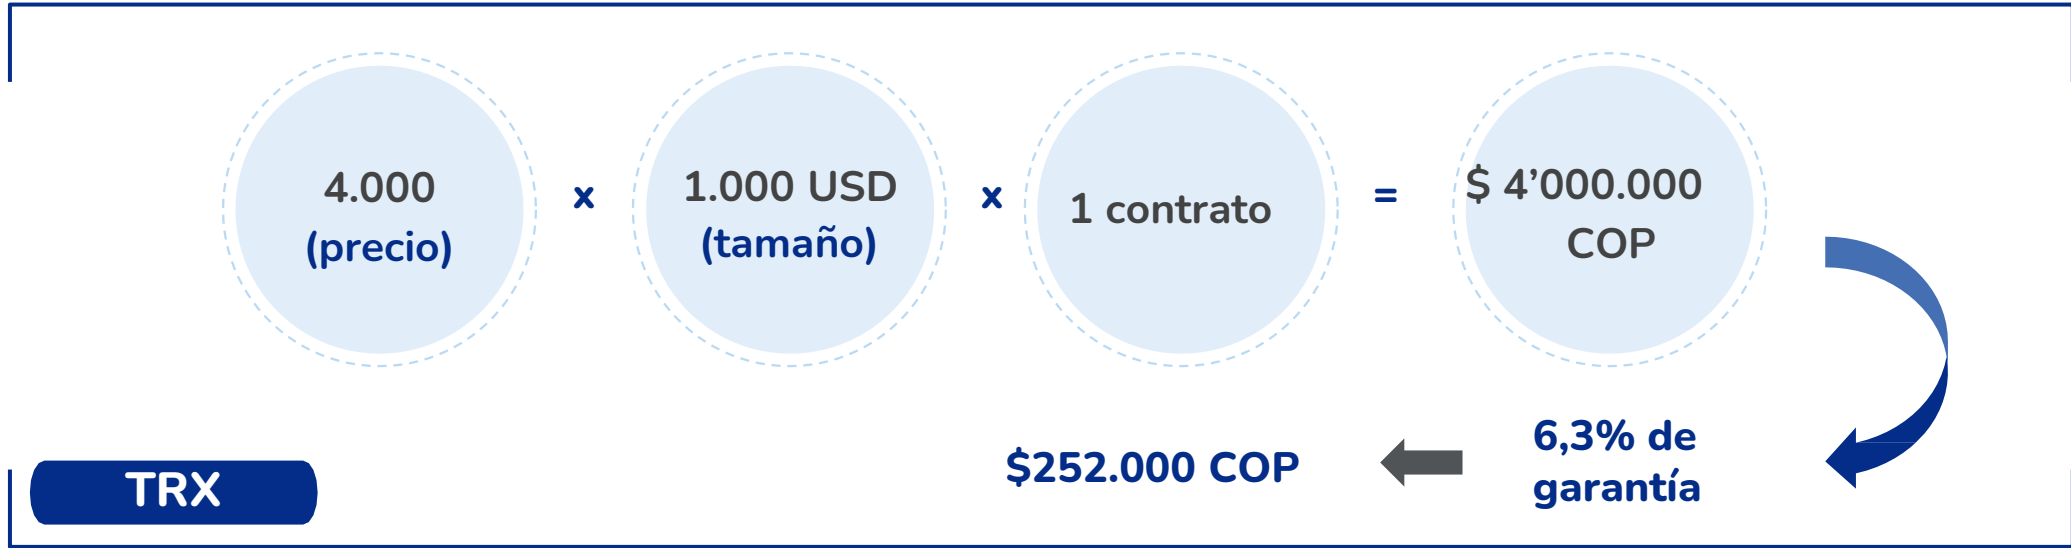 4.000
(precio)
x
1.000 USD
(tamaño)
x
1 contrato
=
$ 4’000.000
COP
6,3% de
garantía
$252.000 COP
TRX